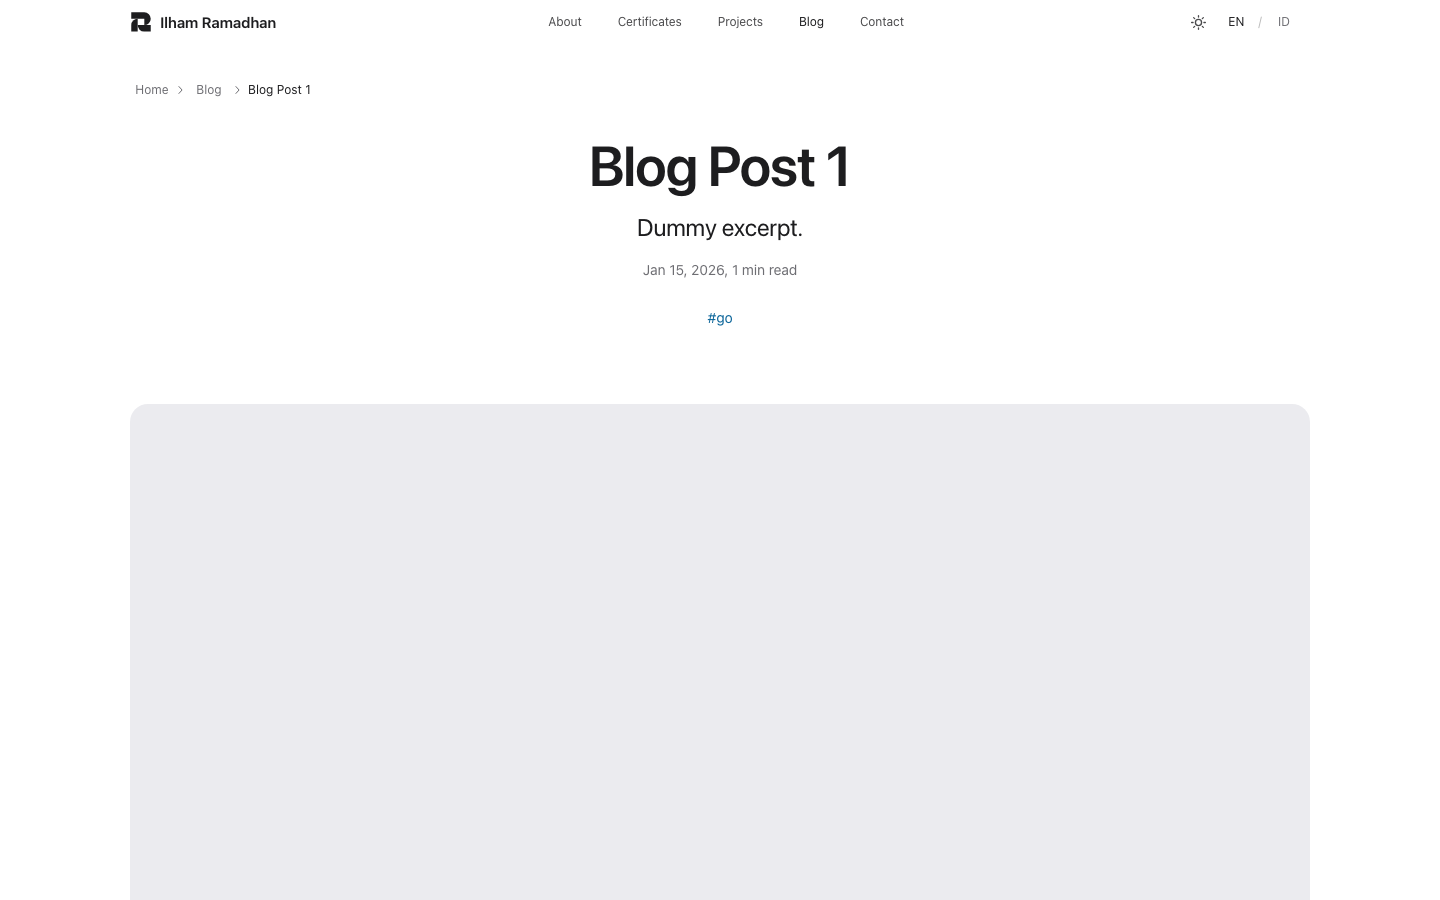 Ilham Ramadhan
About Certificates Projects Blog Contact
EN / ID
Home > Blog > Blog Post 1
Blog Post 1
Dummy excerpt.
Jan 15, 2026, 1 min read
#go